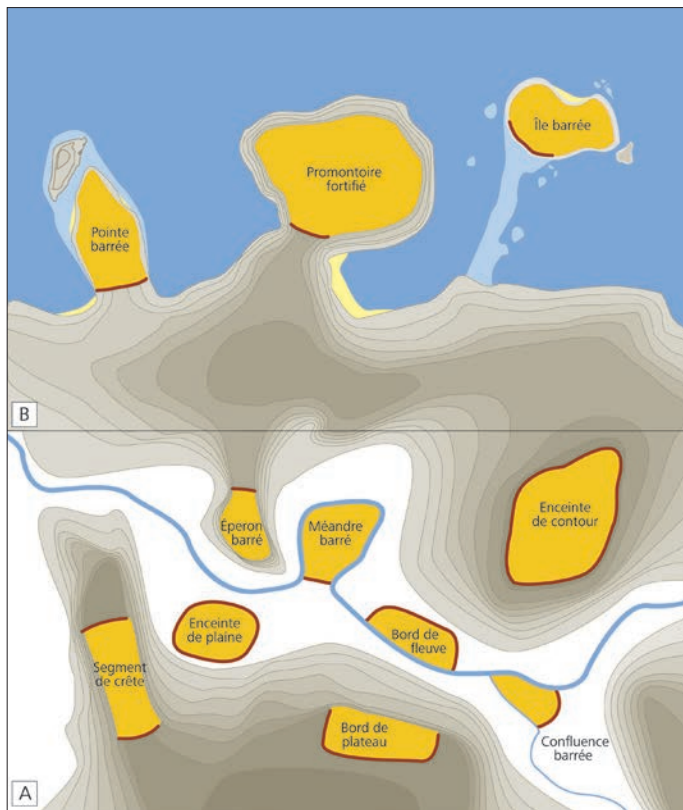 Île barrée
Promontoire
fortifié
Pointe
barrée
B
Enceinte
de contour
Éperon
barré
Méandre
barré
Enceinte
de plaine
Bord de
fleuve
Segment
de crête
Bord de
plateau
Confluence
barrée
A